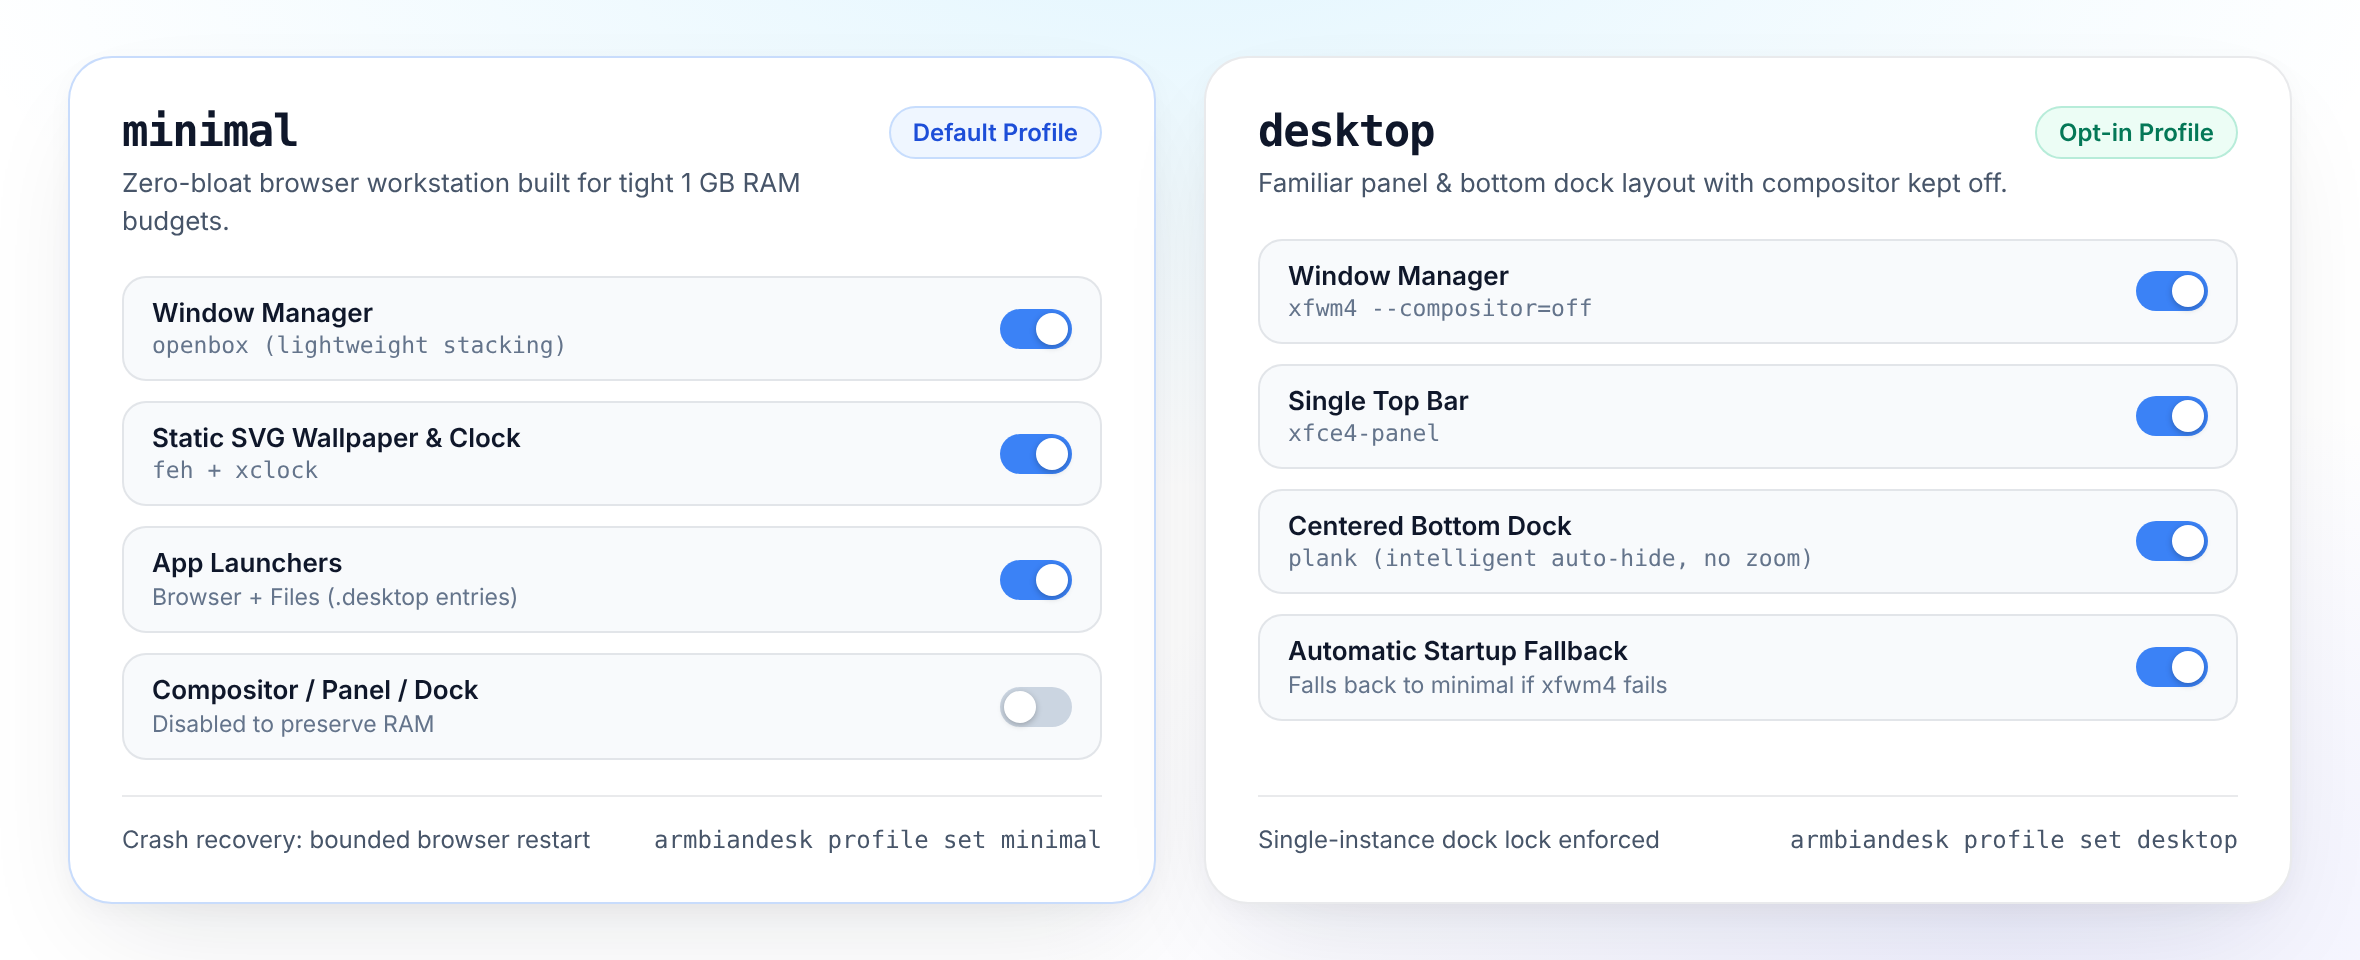 minimal
Default Profile
Zero-bloat browser workstation built for tight 1 GB RAM
budgets.
Window Manager
openbox (lightweight stacking)
Static SVG Wallpaper & Clock
feh + xclock
App Launchers
Browser + Files (.desktop entries)
Compositor / Panel / Dock
Disabled to preserve RAM
Crash recovery: bounded browser restart
armbiandesk profile set minimal
desktop
Opt-in Profile
Familiar panel & bottom dock layout with compositor kept off.
Window Manager
xfwm4 --compositor=off
Single Top Bar
xfce4-panel
Centered Bottom Dock
plank (intelligent auto-hide, no zoom)
Automatic Startup Fallback
Falls back to minimal if xfwm4 fails
Single-instance dock lock enforced
armbiandesk profile set desktop